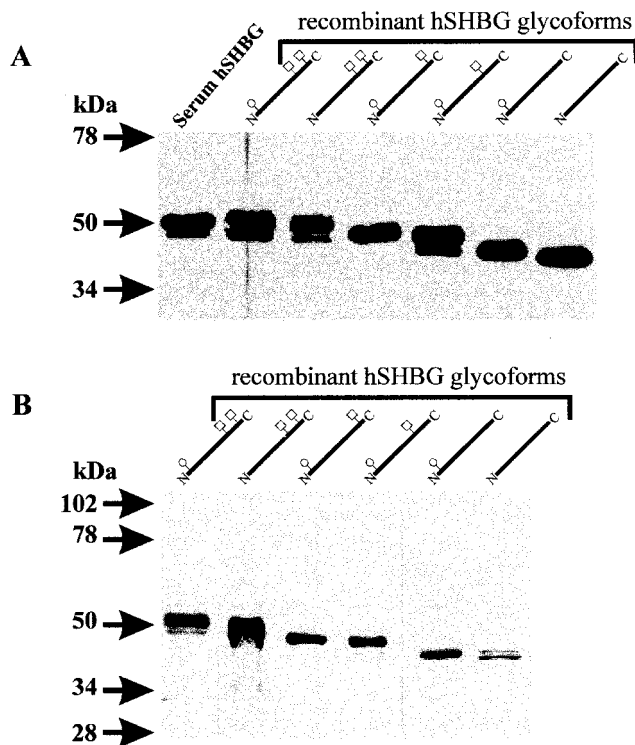 recombinant hSHBG glycoforms
A
Serum hSHBG
N C
N C
N C
N C
N C
N C
kDa
78
50
34
recombinant hSHBG glycoforms
B
N C
N C
N C
N C
N C
N C
kDa
102
78
50
34
28